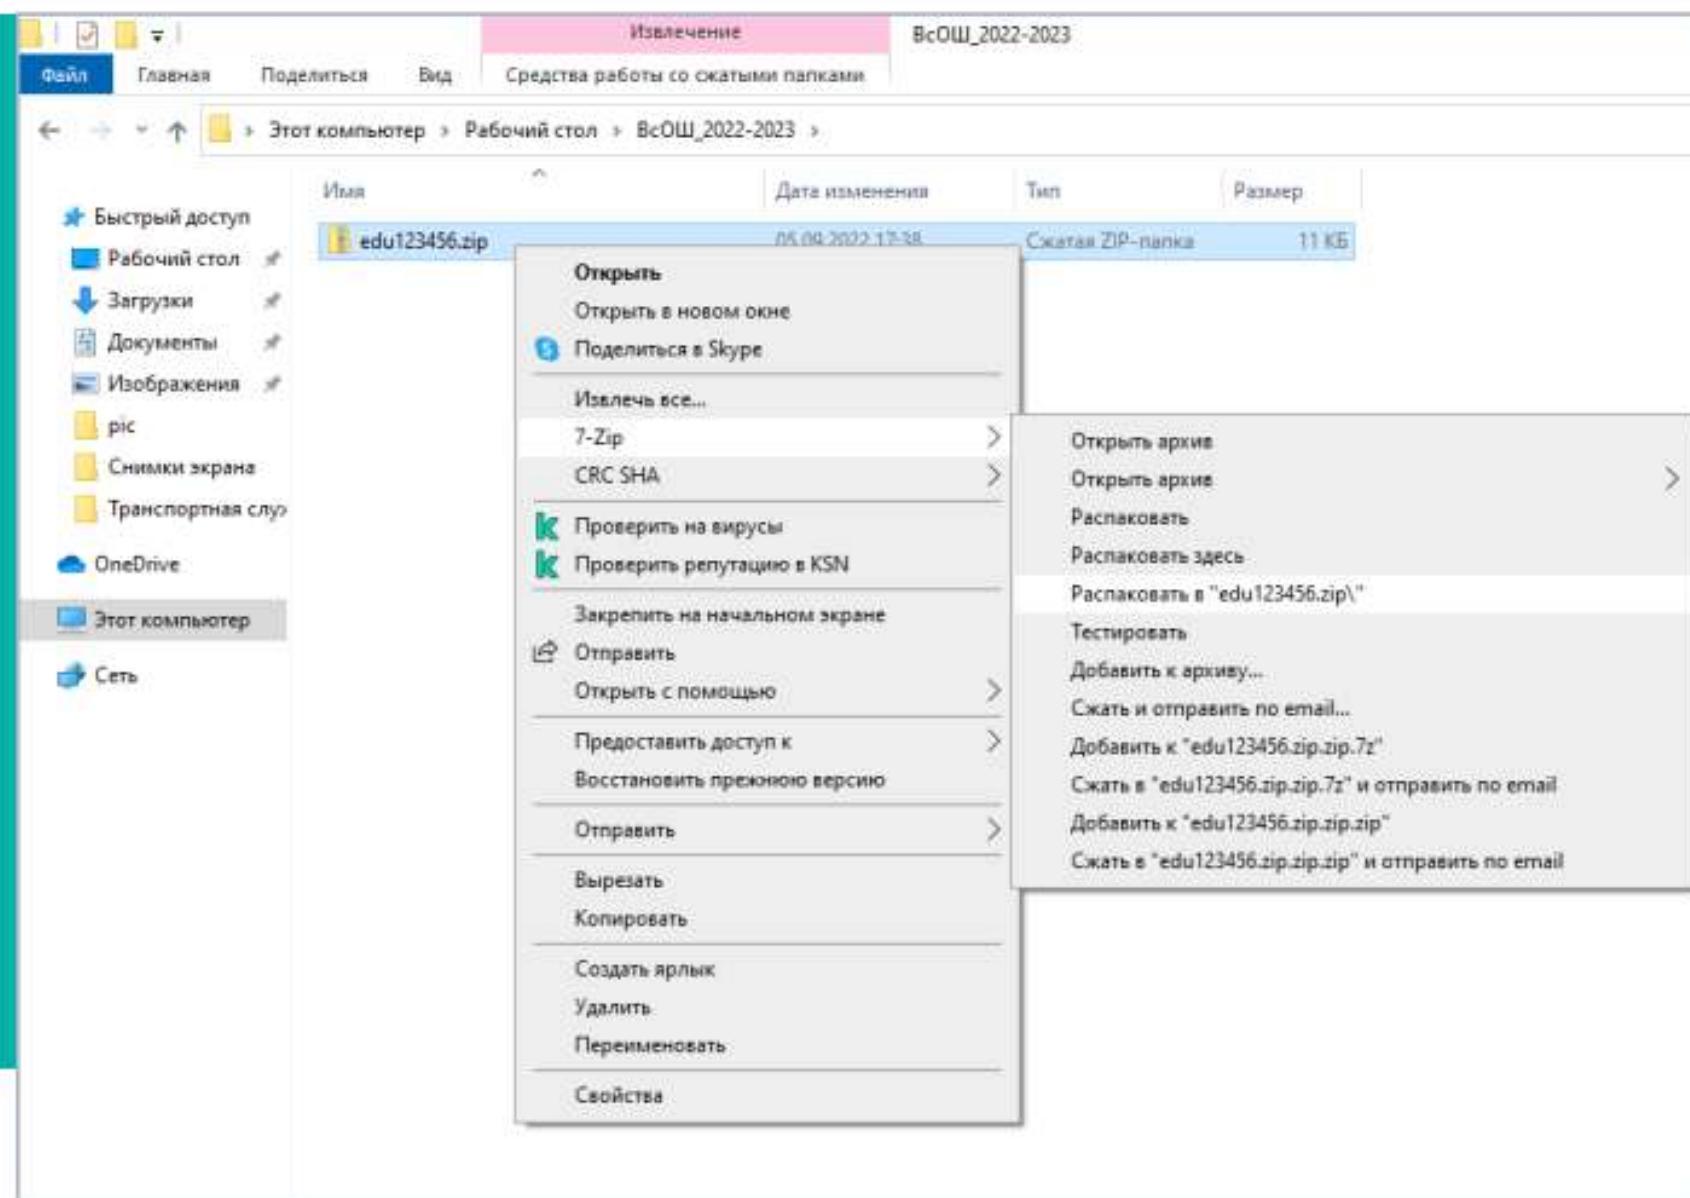 Извлечение
ВсОШ_2022-2023
Файл
Главная
Поделиться
Вид
Средства работы со сжатыми папками
Этот компьютер > Рабочий стол > ВсОШ_2022-2023 >
Имя
Дата изменения
Тип
Размер
Быстрый доступ
Рабочий стол
Загрузки
Документы
Изображения
pic
Снимки экрана
Транспортная слу
OneDrive
Этот компьютер
Сеть
edu123456.zip
05.09.2022 17:38
Сжатая ZIP-папка
11 КБ
Открыть
Открыть в новом окне
Поделиться в Skype
Извлечь все...
7-Zip
CRC SHA
Проверить на вирусы
Проверить репутацию в KSN
Закрепить на начальном экране
Отправить
Открыть с помощью
Предоставить доступ к
Восстановить прежнюю версию
Отправить
Вырезать
Копировать
Создать ярлык
Удалить
Переименовать
Свойства
Открыть архив
Открыть архив
Распаковать
Распаковать здесь
Распаковать в "edu123456.zip\"
Тестировать
Добавить к архиву...
Сжать и отправить по email...
Добавить к "edu123456.zip.zip.7z"
Сжать в "edu123456.zip.zip.7z" и отправить по email
Добавить к "edu123456.zip.zip.zip"
Сжать в "edu123456.zip.zip.zip" и отправить по email